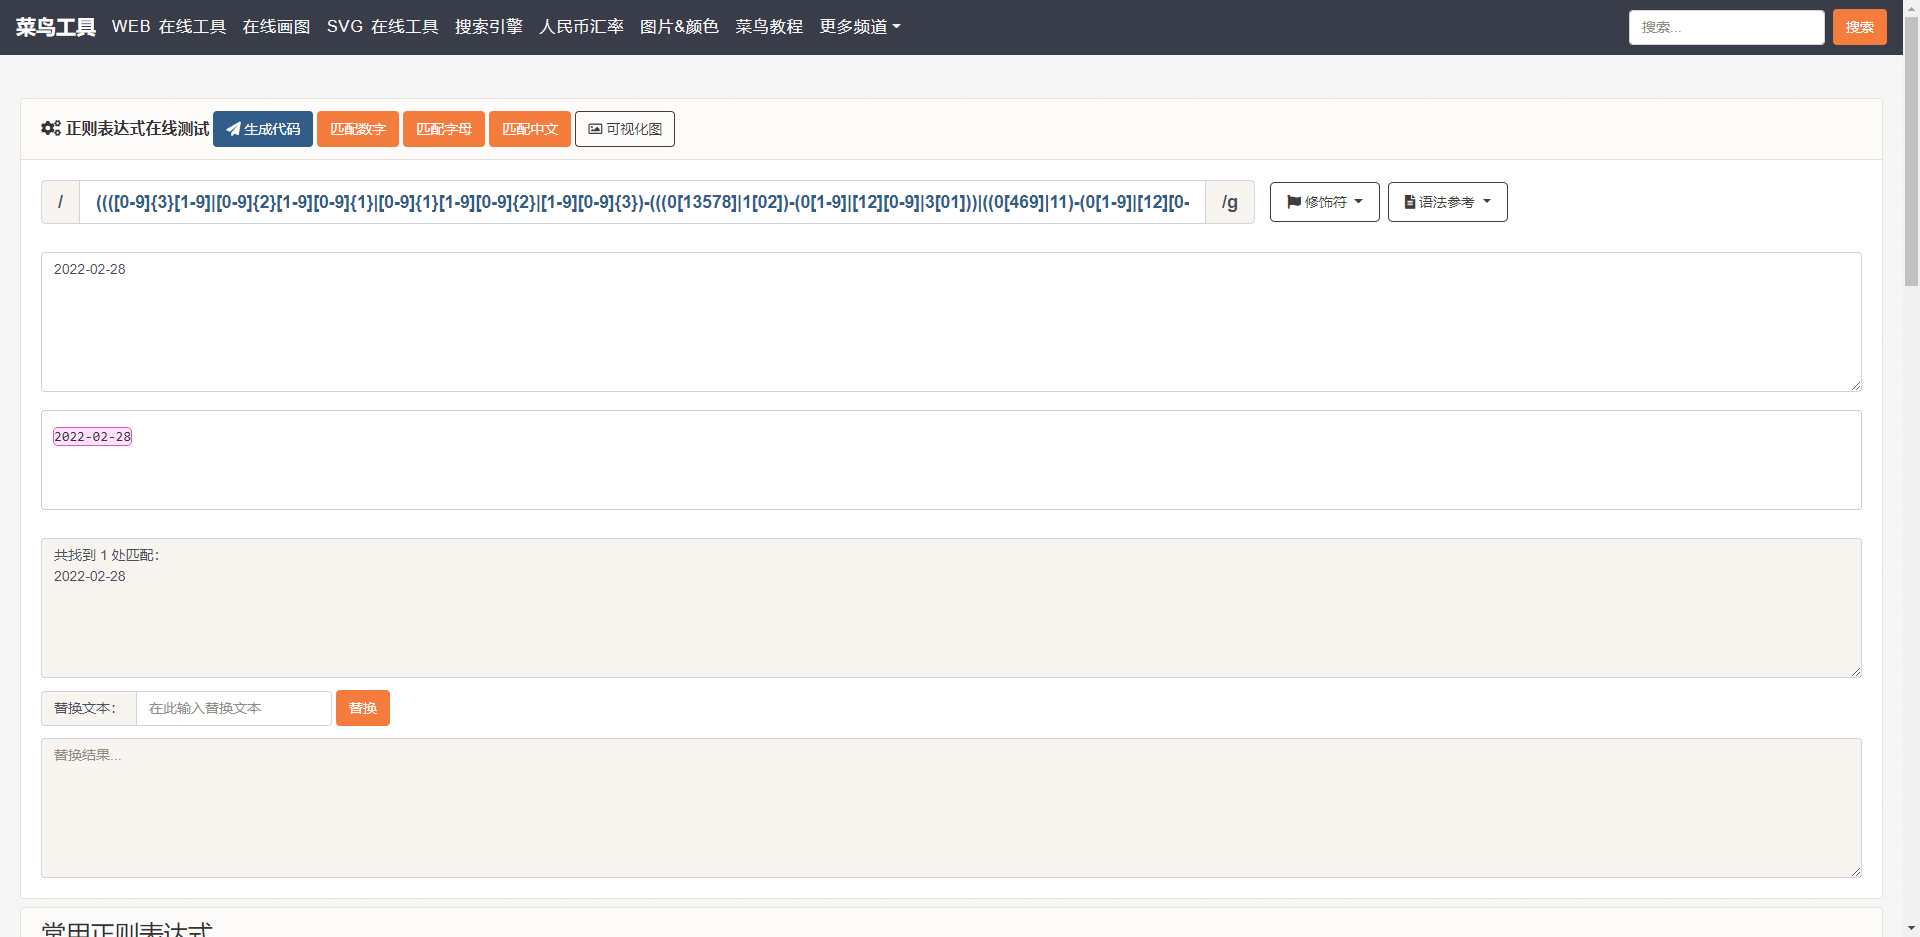 菜鸟工具 WEB 在线工具 在线画图 SVG 在线工具 搜索引擎 人民币汇率 图片&颜色 菜鸟教程 更多频道 搜索... 搜索
正则表达式在线测试 生成代码 匹配数字 匹配字母 匹配中文 可视化图
/ ((([0-9]{3}[1-9]|[0-9]{2}[1-9][0-9]{1}|[0-9]{1}[1-9][0-9]{2}|[1-9][0-9]{3})-(((0[13578]|1[02])-(0[1-9]|[12][0-9]|3[01]))|((0[469]|11)-(0[1-9]|[12][0- /g 修饰符 语法参考
2022-02-28
2022-02-28
共找到 1 处匹配：
2022-02-28
替换文本： 在此输入替换文本 替换
替换结果...
常用正则表达式